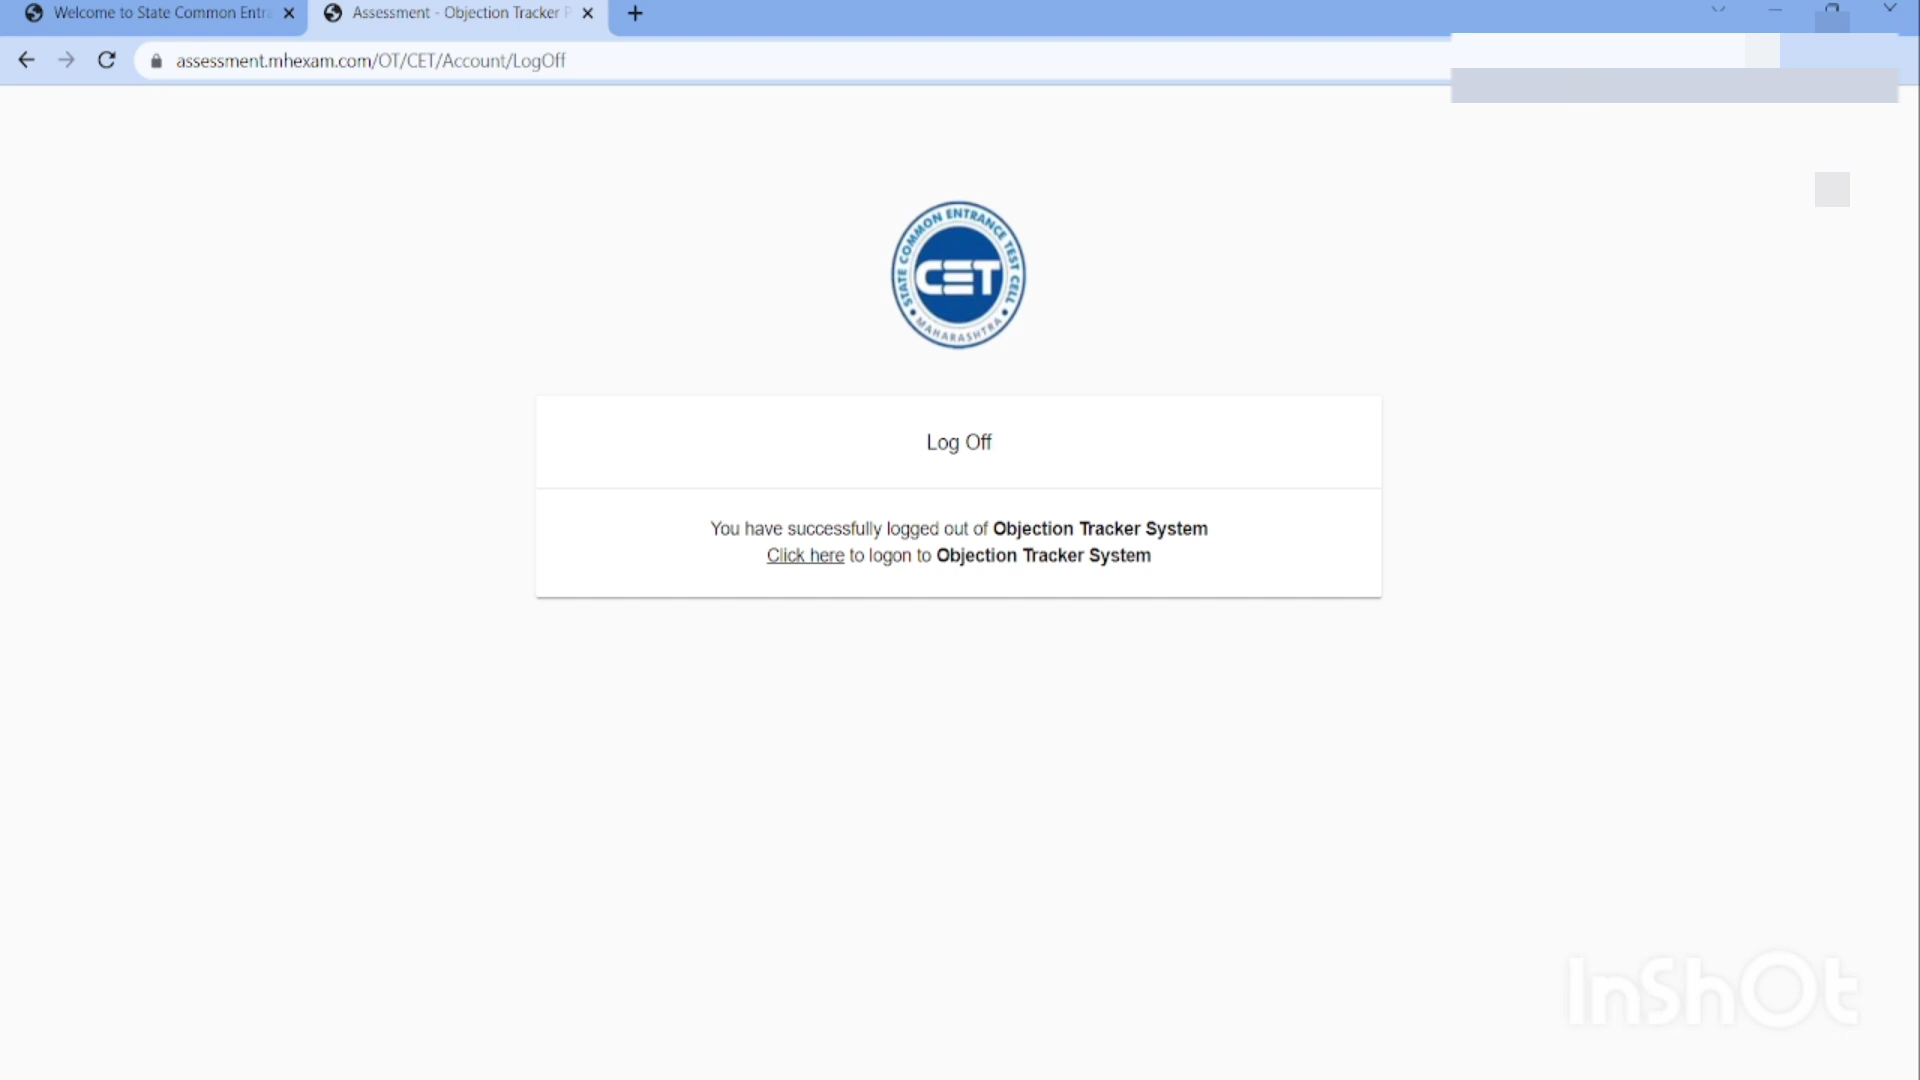 Welcome to State Common Entra
Assessment - Objection Tracker P
assessment.mhexam.com/OT/CET/Account/LogOff
STATE COMMON ENTRANCE TEST CELL
CET
MAHARASHTRA
Log Off
You have successfully logged out of Objection Tracker System
Click here to logon to Objection Tracker System
InShOt